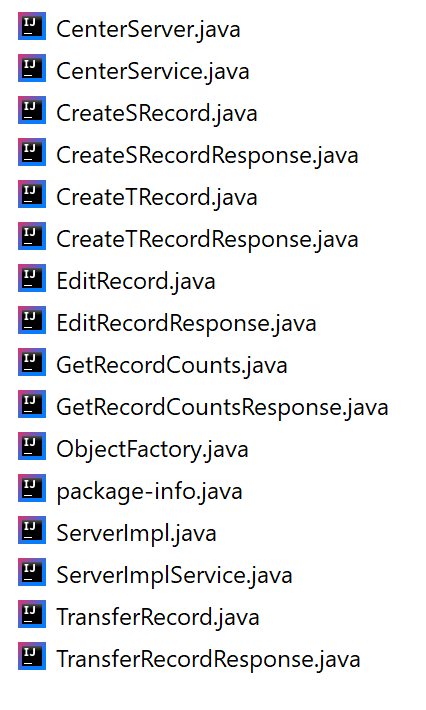 CenterServer.java
CenterService.java
CreateSRecord.java
CreateSRecordResponse.java
CreateTRecord.java
CreateTRecordResponse.java
EditRecord.java
EditRecordResponse.java
GetRecordCounts.java
GetRecordCountsResponse.java
ObjectFactory.java
package-info.java
ServerImpl.java
ServerImplService.java
TransferRecord.java
TransferRecordResponse.java